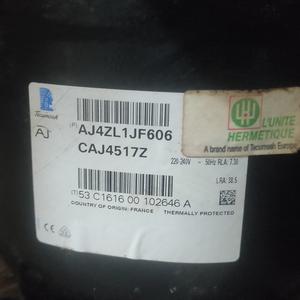 Tecumseh
AJ
(P) AJ4ZL1JF606
CAJ4517Z
220-240V ~ 50Hz RLA: 7.30
LRA: 38.5
(T) 53 C1616 00 102646 A
COUNTRY OF ORIGIN: FRANCE THERMALLY PROTECTED
L'UNITE
HERMETIQUE
A brand name of Tecumseh Europe